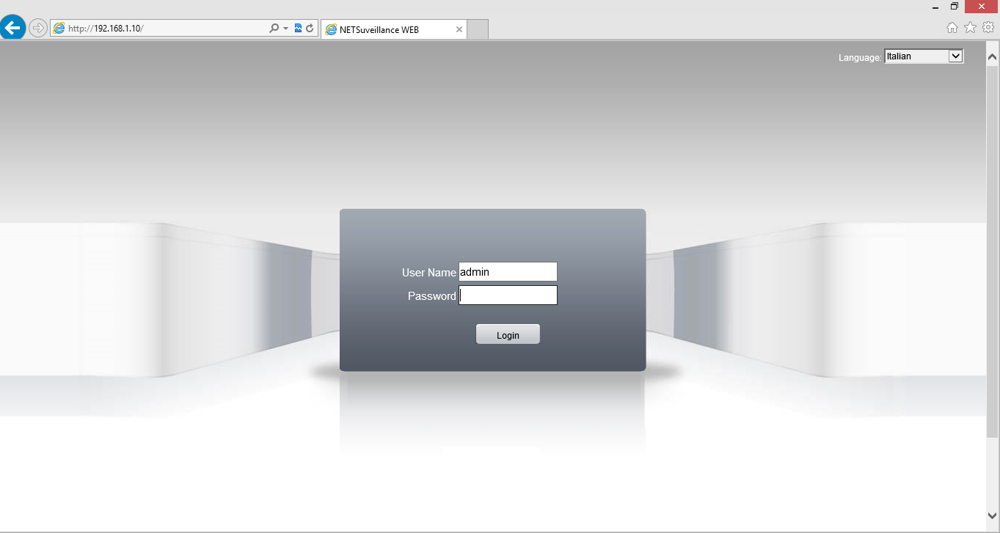 http://192.168.1.10/
NETSuveillance WEB
Language: Italian
User Name admin
Password
Login